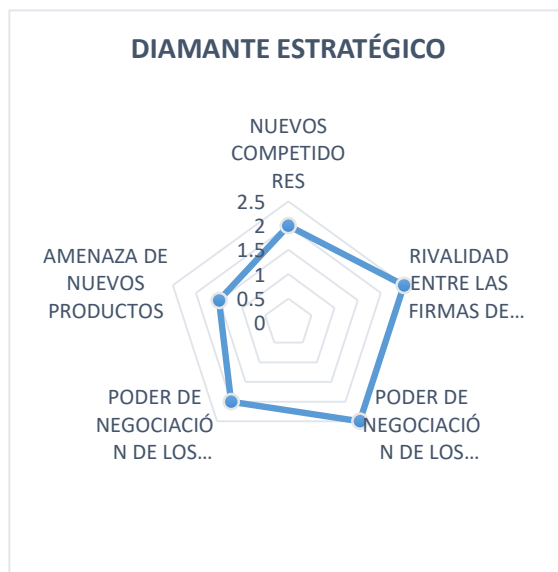 DIAMANTE ESTRATÉGICO
NUEVOS
COMPETIDO
RES
2.5
2
1.5
1
0.5
0
RIVALIDAD
ENTRE LAS
FIRMAS DE...
PODER DE
NEGOCIACIÓ
N DE LOS...
PODER DE
NEGOCIACIÓ
N DE LOS...
AMENAZA DE
NUEVOS
PRODUCTOS